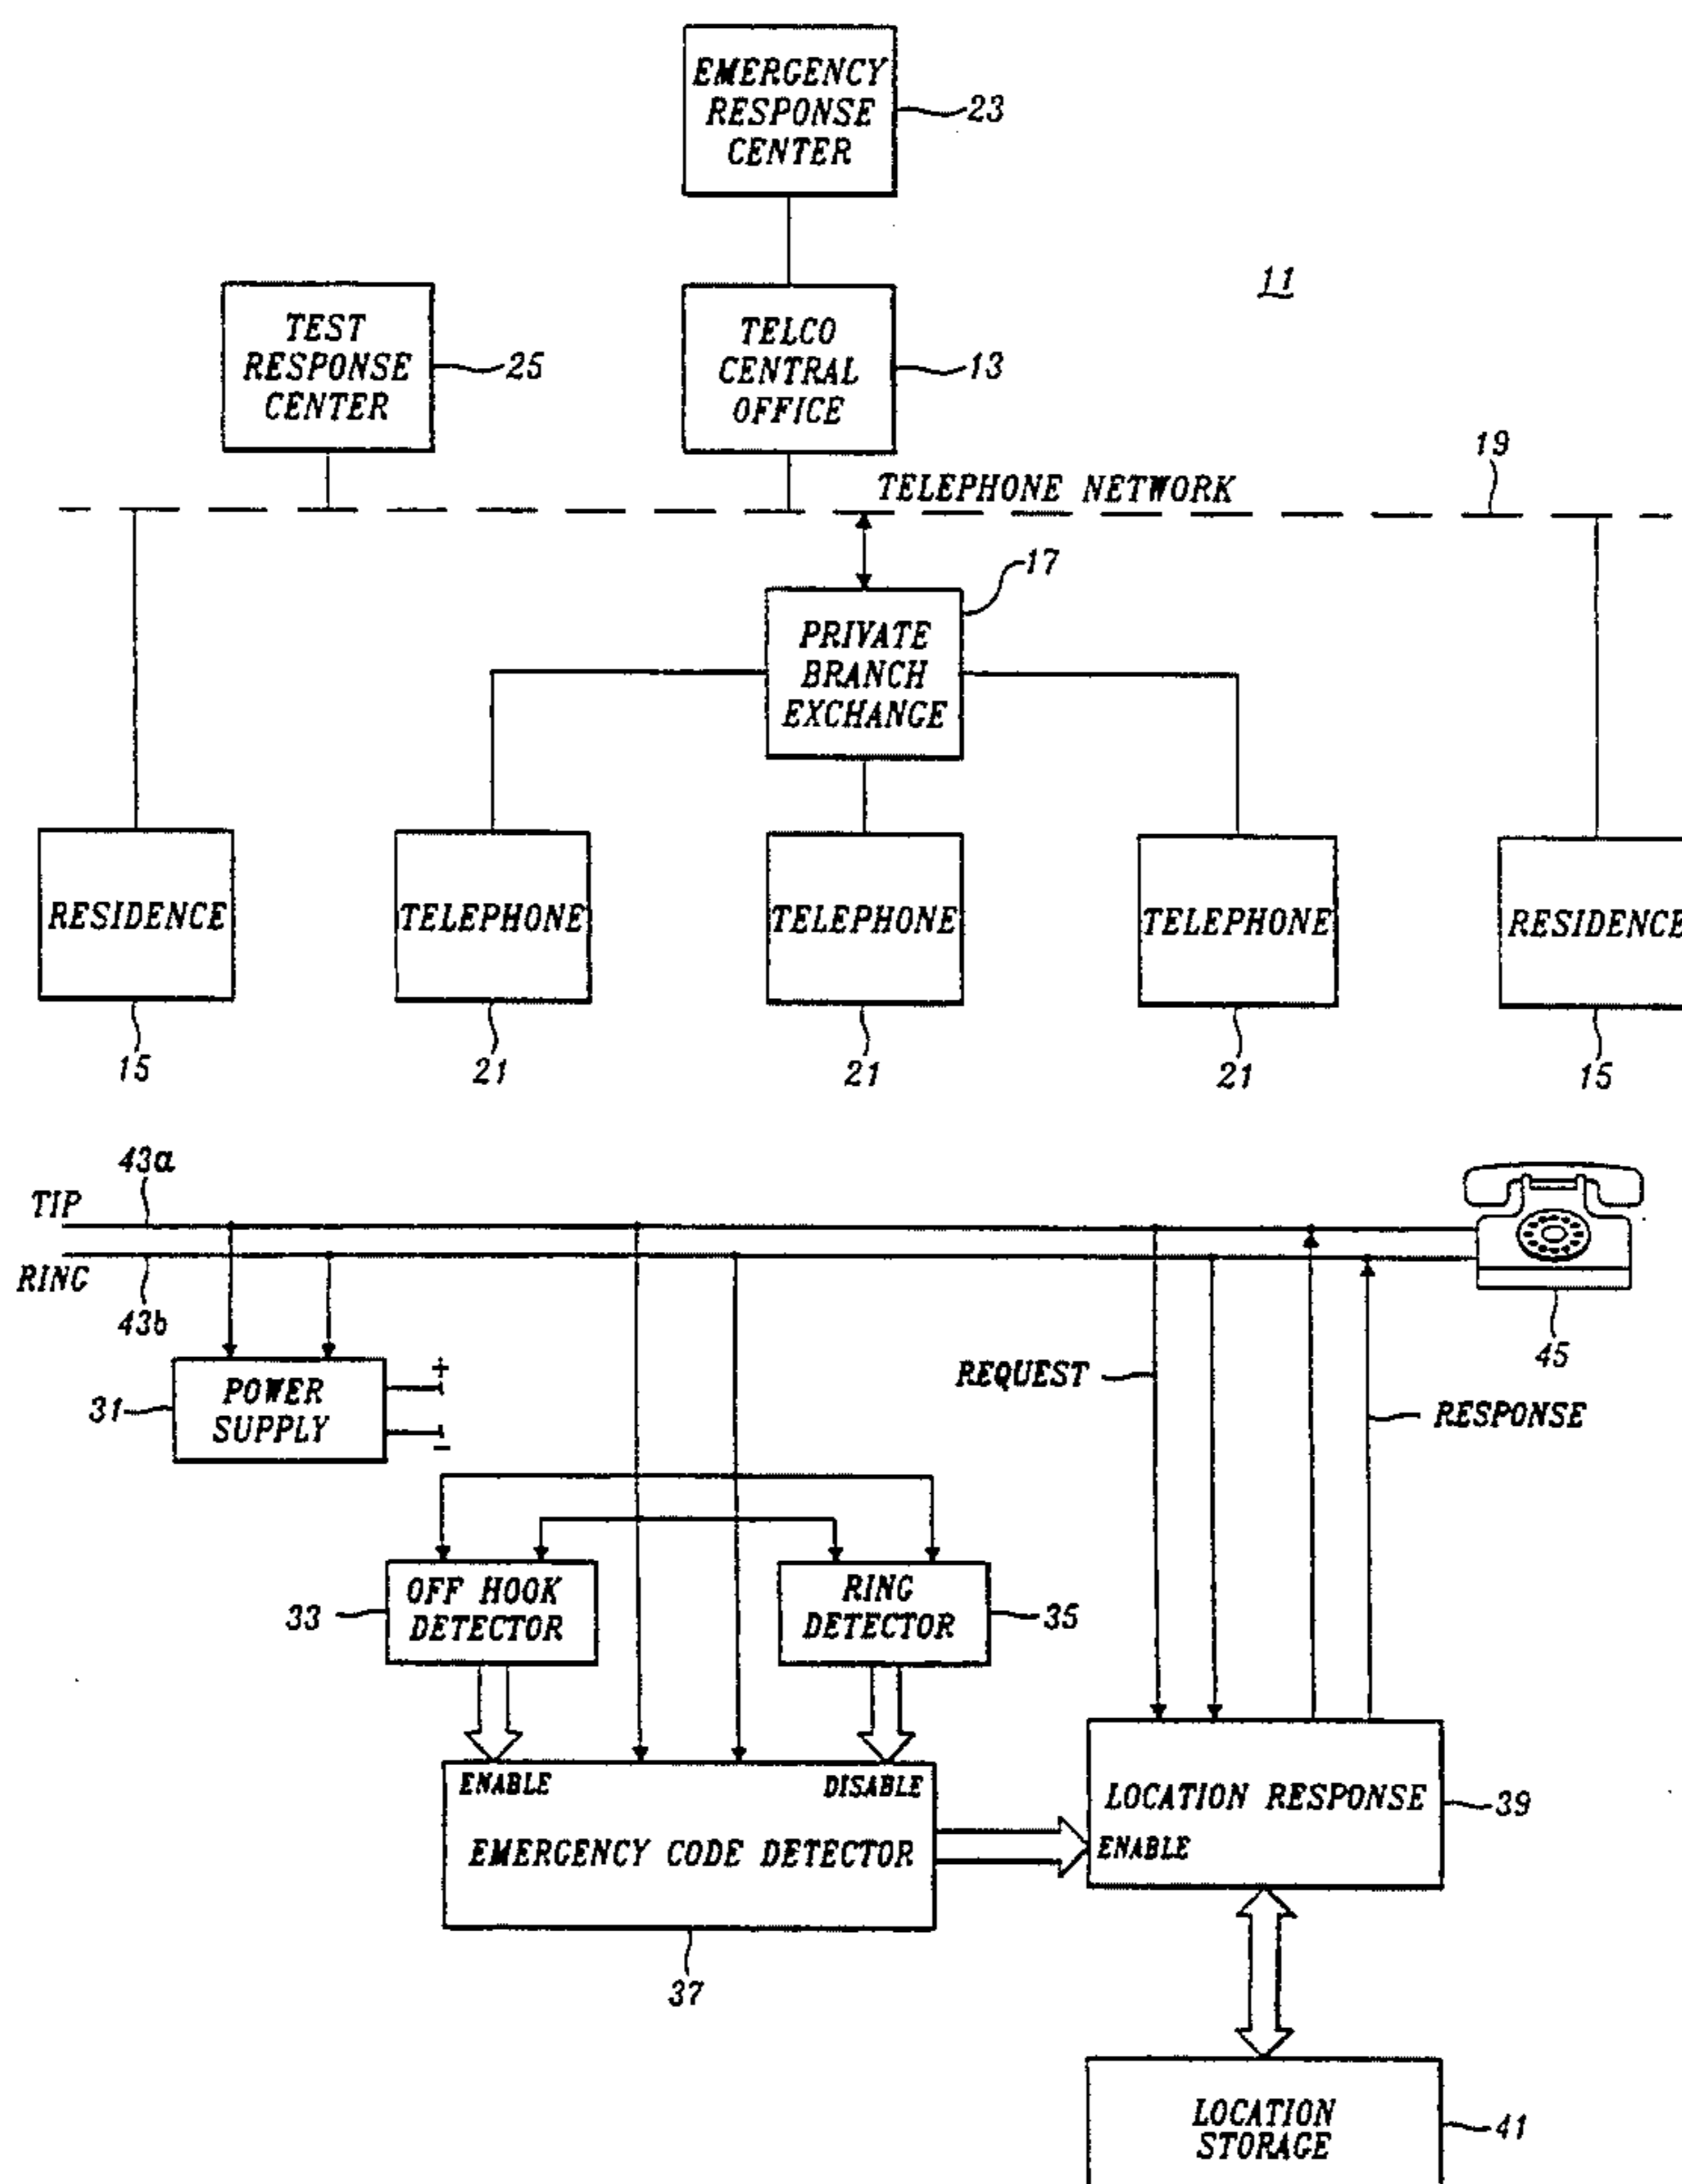 EMERGENCY
RESPONSE
CENTER
23
11
TEST
RESPONSE
CENTER
25
TELCO
CENTRAL
OFFICE
13
19
TELEPHONE NETWORK
17
PRIVATE
BRANCH
EXCHANGE
RESIDENCE
TELEPHONE
TELEPHONE
TELEPHONE
RESIDENCE
15
21
21
21
15
43a
TIP
RING
43b
45
POWER
SUPPLY
+
-
31
REQUEST
RESPONSE
OFF HOOK
DETECTOR
33
RING
DETECTOR
35
ENABLE
DISABLE
EMERGENCY CODE DETECTOR
37
LOCATION RESPONSE
ENABLE
39
LOCATION
STORAGE
41